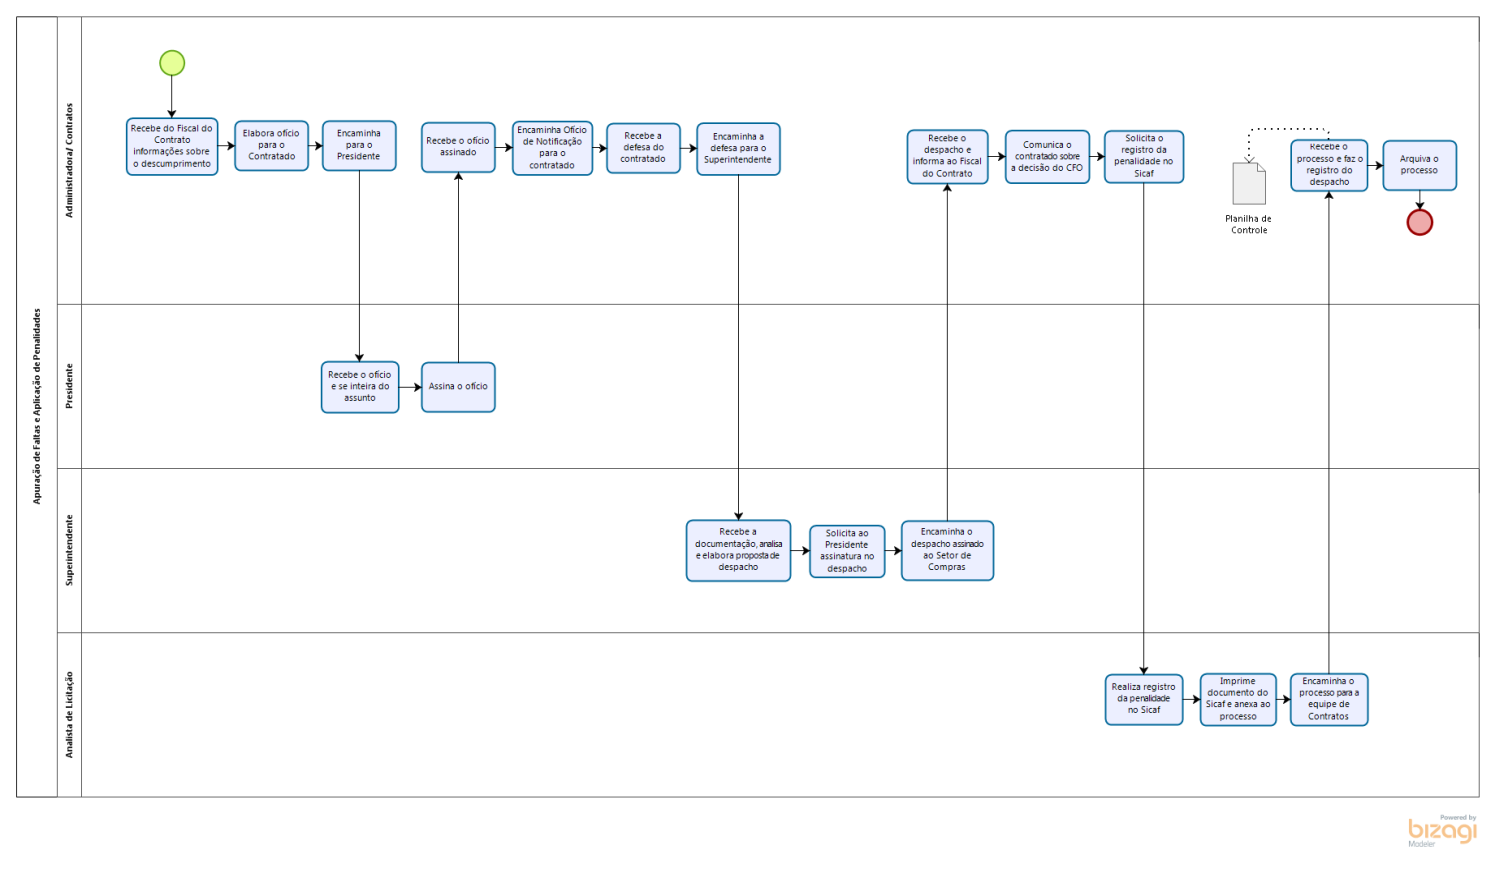 Apuração de Faltas e Aplicação de Penalidades
Administradora/ Contratos
Recebe do Fiscal do
Contrato
informações sobre
o descumprimento
Elabora ofício
para o
Contratado
Encaminha
para o
Presidente
Recebe o ofício
assinado
Encaminha Ofício
de Notificação
para o
contratado
Recebe a
defesa do
contratado
Encaminha a
defesa para o
Superintendente
Recebe o
despacho e
informa ao Fiscal
do Contrato
Comunica o
contratado sobre
a decisão do CFO
Solicita o
registro da
penalidade no
Sicaf
Planilha de
Controle
Recebe o
processo e faz o
registro do
despacho
Arquiva o
processo
Presidente
Recebe o ofício
e se inteira do
assunto
Assina o ofício
Superintendente
Recebe a
documentação, analisa
e elabora proposta de
despacho
Solicita ao
Presidente
assinatura no
despacho
Encaminha o
despacho assinado
ao Setor de
Compras
Analista de Licitação
Realiza registro
da penalidade
no Sicaf
Imprime
documento do
Sicaf e anexa ao
processo
Encaminha o
processo para a
equipe de
Contratos
Powered by
bizagi
Modeler